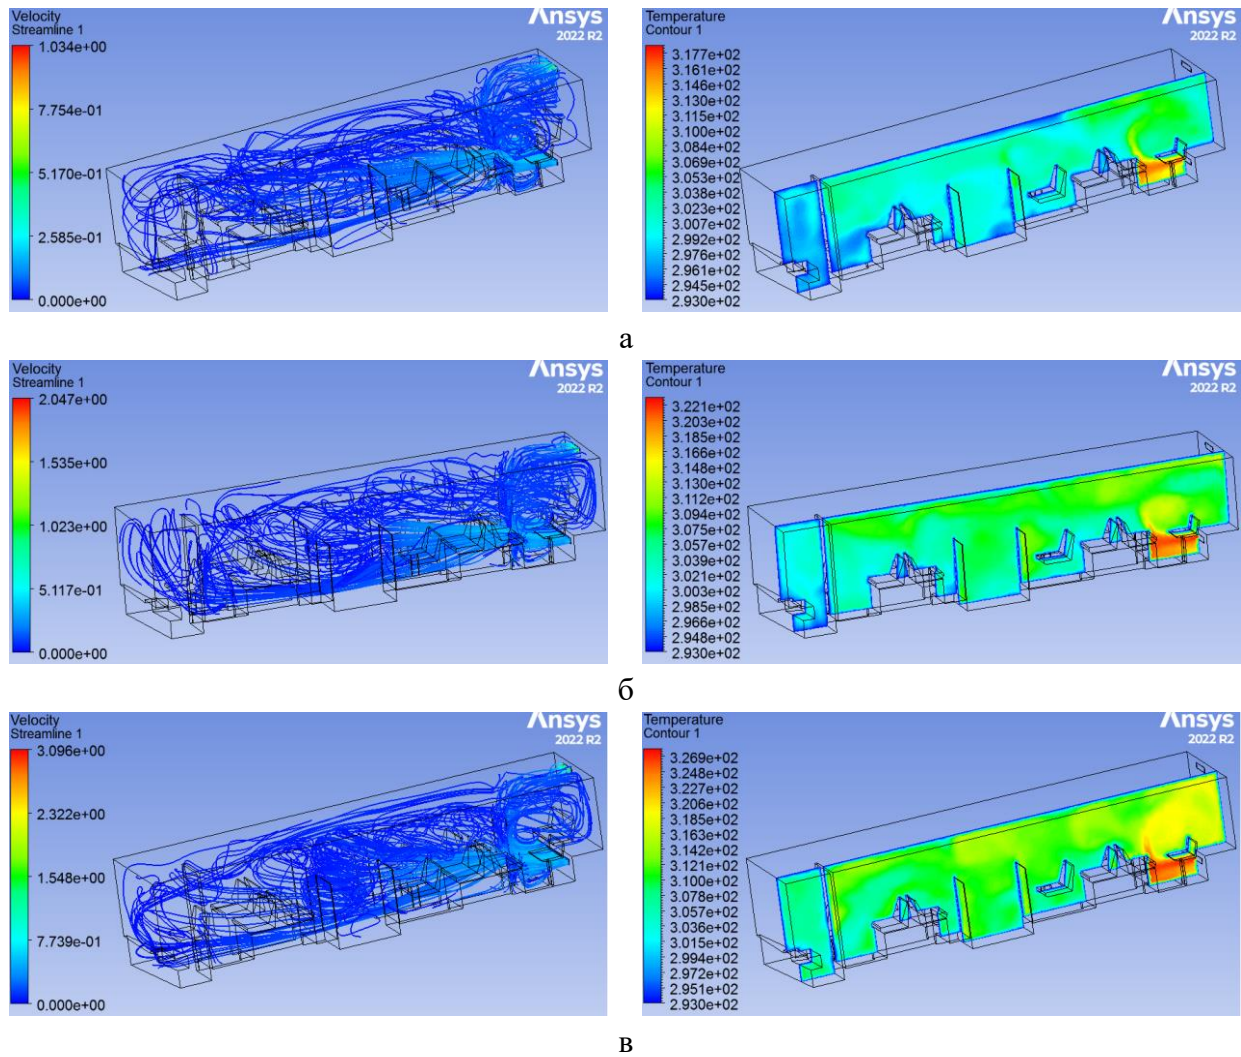 Velocity
Streamline 1
1.034e+00
7.754e-01
5.170e-01
2.585e-01
0.000e+00
Ansys
2022 R2
Temperature
Contour 1
3.177e+02
3.161e+02
3.146e+02
3.130e+02
3.115e+02
3.100e+02
3.084e+02
3.069e+02
3.053e+02
3.038e+02
3.023e+02
3.007e+02
2.992e+02
2.976e+02
2.961e+02
2.945e+02
2.930e+02
Ansys
2022 R2
а
Velocity
Streamline 1
2.047e+00
1.535e+00
1.023e+00
5.117e-01
0.000e+00
Ansys
2022 R2
Temperature
Contour 1
3.221e+02
3.203e+02
3.185e+02
3.166e+02
3.148e+02
3.130e+02
3.112e+02
3.094e+02
3.075e+02
3.057e+02
3.039e+02
3.021e+02
3.003e+02
2.985e+02
2.966e+02
2.948e+02
2.930e+02
Ansys
2022 R2
б
Velocity
Streamline 1
3.096e+00
2.322e+00
1.548e+00
7.739e-01
0.000e+00
Ansys
2022 R2
Temperature
Contour 1
3.269e+02
3.248e+02
3.227e+02
3.206e+02
3.185e+02
3.163e+02
3.142e+02
3.121e+02
3.100e+02
3.078e+02
3.057e+02
3.036e+02
3.015e+02
2.994e+02
2.972e+02
2.951e+02
2.930e+02
Ansys
2022 R2
в